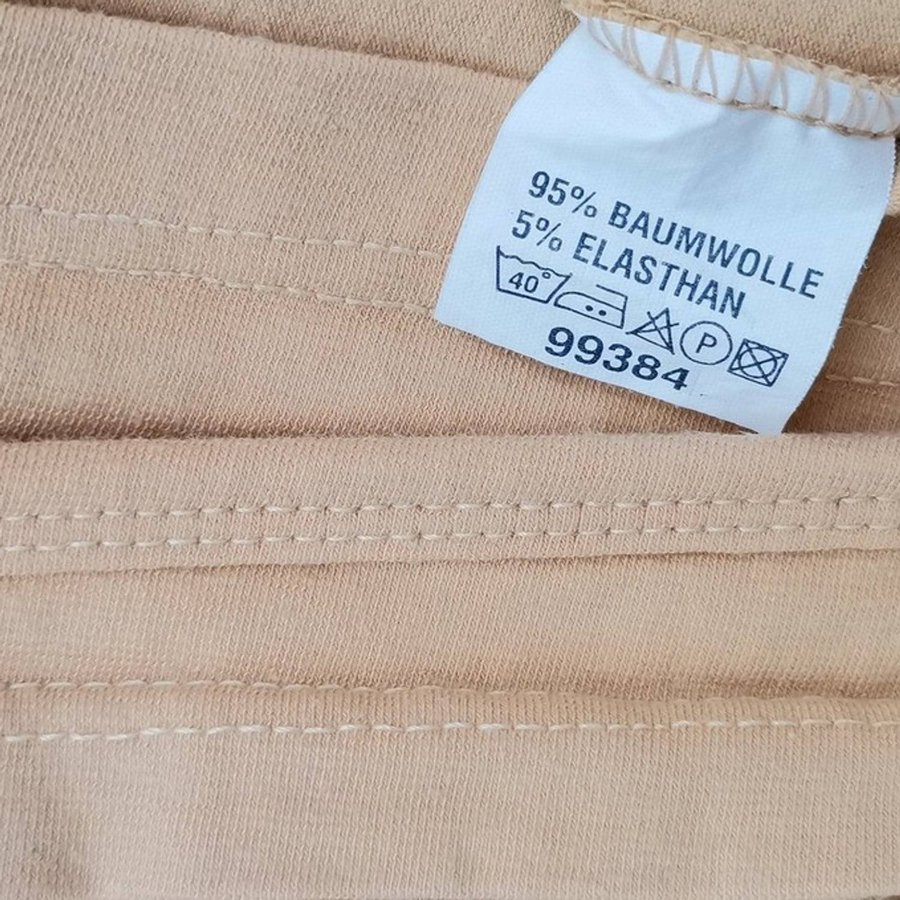 95% BAUMWOLLE
5% ELASTHAN
40° P
99384